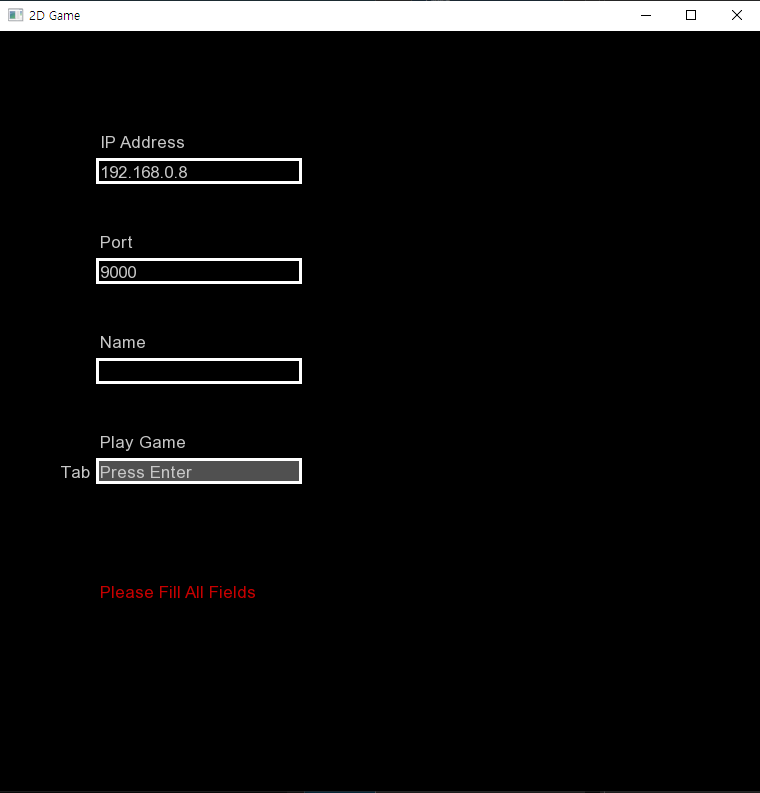 2D Game
IP Address
192.168.0.8
Port
9000
Name
Play Game
Tab Press Enter
Please Fill All Fields